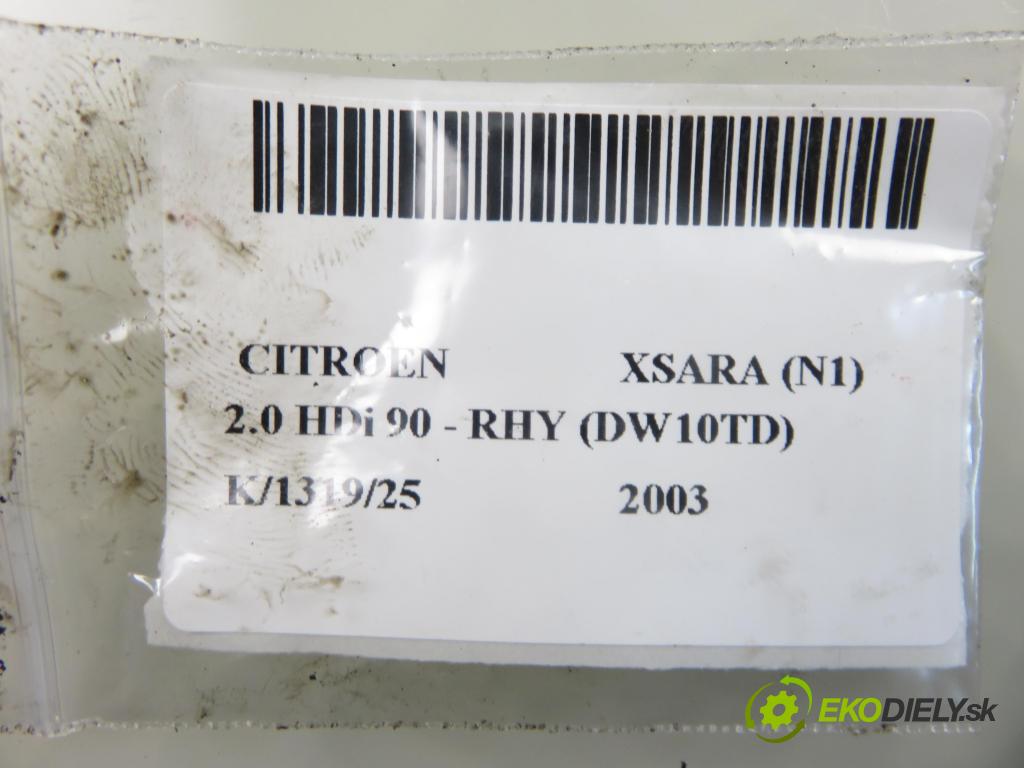 CITROEN XSARA (N1)
2.0 HDi 90 - RHY (DW10TD)
K/1319/25 2003
EKODIELY.sk